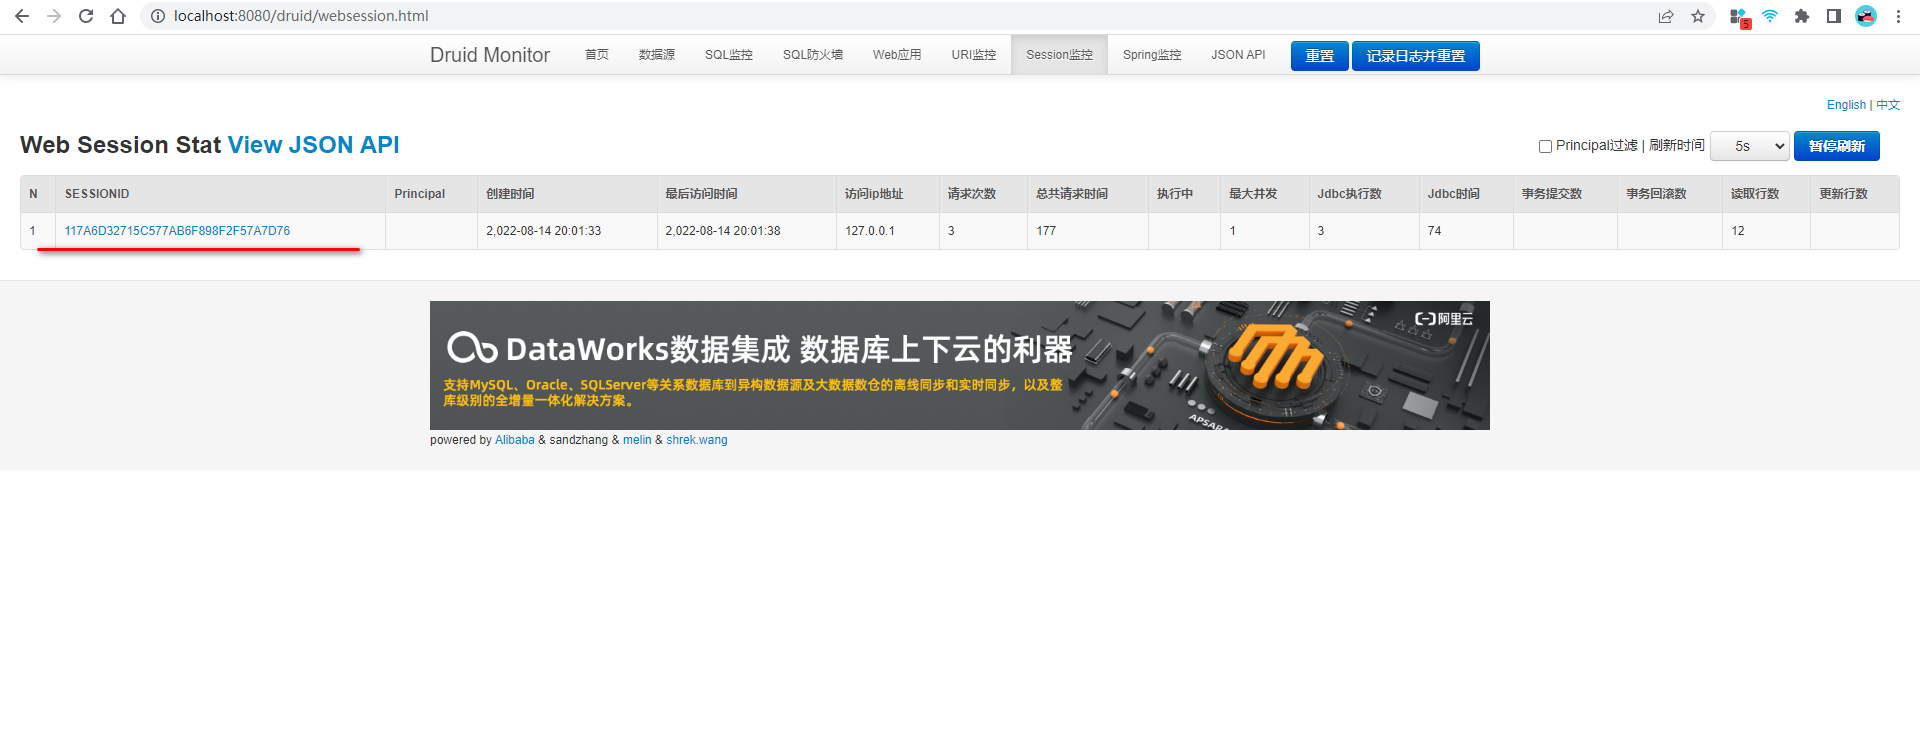 localhost:8080/druid/websession.html
5
Druid Monitor 首页 数据源 SQL监控 SQL防火墙 Web应用 URI监控 Session监控 Spring监控 JSON API 重置 记录日志并重置
English | 中文
Web Session Stat View JSON API
Principal过滤 | 刷新时间 5s 暂停刷新
N SESSIONID Principal 创建时间 最后访问时间 访问ip地址 请求次数 总共请求时间 执行中 最大并发 Jdbc执行数 Jdbc时间 事务提交数 事务回滚数 读取行数 更新行数
1 117A6D32715C577AB6F898F2F57A7D76 2,022-08-14 20:01:33 2,022-08-14 20:01:38 127.0.0.1 3 177 1 3 74 12
阿里云
DataWorks数据集成 数据库上下云的利器
支持MySQL、Oracle、SQLServer等关系数据库到异构数据源及大数据数仓的离线同步和实时同步，以及整
库级别的全增量一体化解决方案。
APSARA
powered by Alibaba & sandzhang & melin & shrek.wang